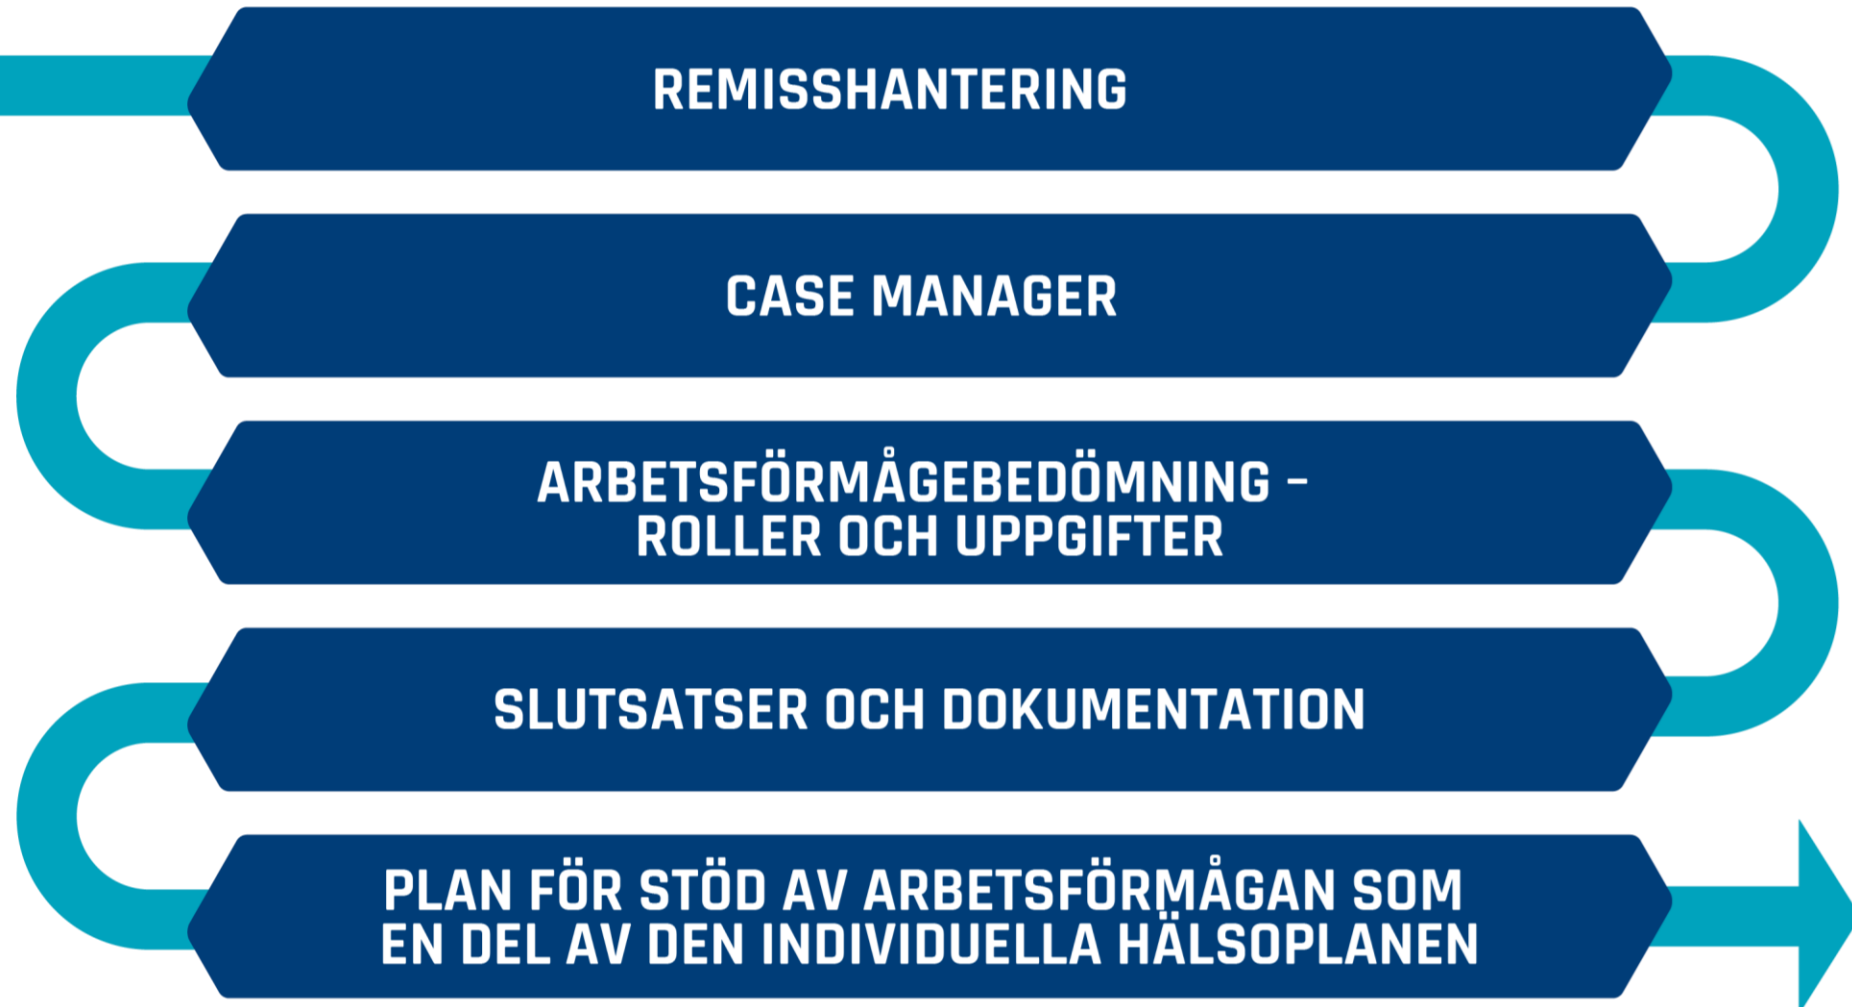 REMISSHANTERING
CASE MANAGER
ARBETSFÖRMÅGEBEDÖMNING –
ROLLER OCH UPPGIFTER
SLUTSATSER OCH DOKUMENTATION
PLAN FÖR STÖD AV ARBETSFÖRMÅGAN SOM
EN DEL AV DEN INDIVIDUELLA HÄLSOPLANEN